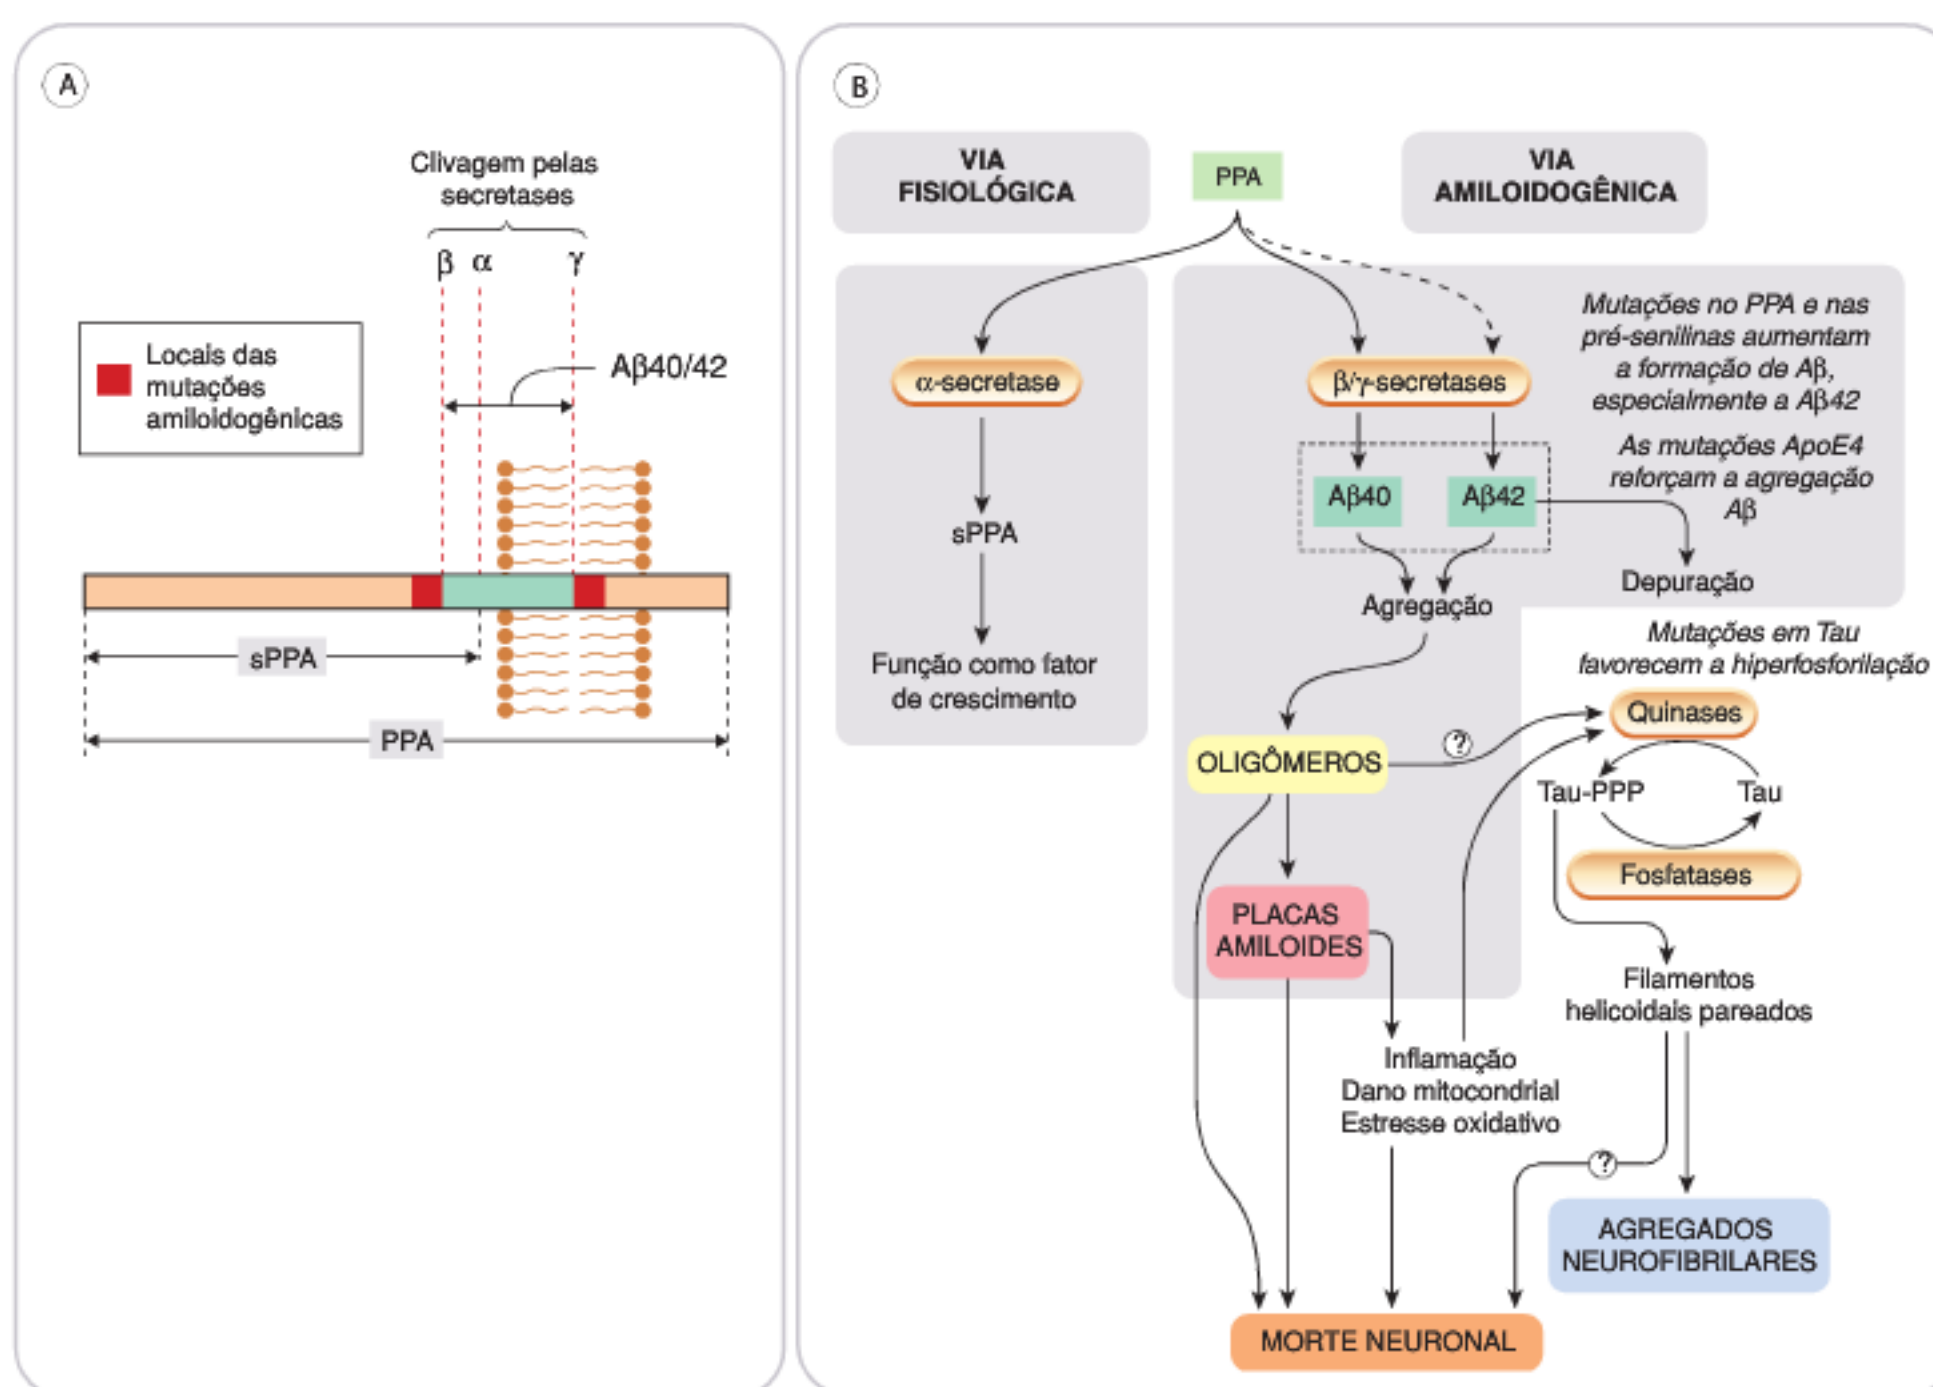 A
Clivagem pelas
secretases
β α γ
Locais das
mutações
amiloidogênicas
Aβ40/42
sPPA
PPA
B
VIA
FISIOLÓGICA
PPA
VIA
AMILOIDOGÊNICA
α-secretase
sPPA
Função como fator
de crescimento
β/γ-secretases
Mutações no PPA e nas
pré-senilinas aumentam
a formação de Aβ,
especialmente a Aβ42
As mutações ApoE4
reforçam a agregação
Aβ
Aβ40
Aβ42
Depuração
Agregação
Mutações em Tau
favorecem a hiperfosforilação
Quinases
OLIGÔMEROS
?
Tau-PPP
Tau
Fosfatases
PLACAS
AMILOIDES
Filamentos
helicoidais pareados
Inflamação
Dano mitocondrial
Estresse oxidativo
?
AGREGADOS
NEUROFIBRILARES
MORTE NEURONAL